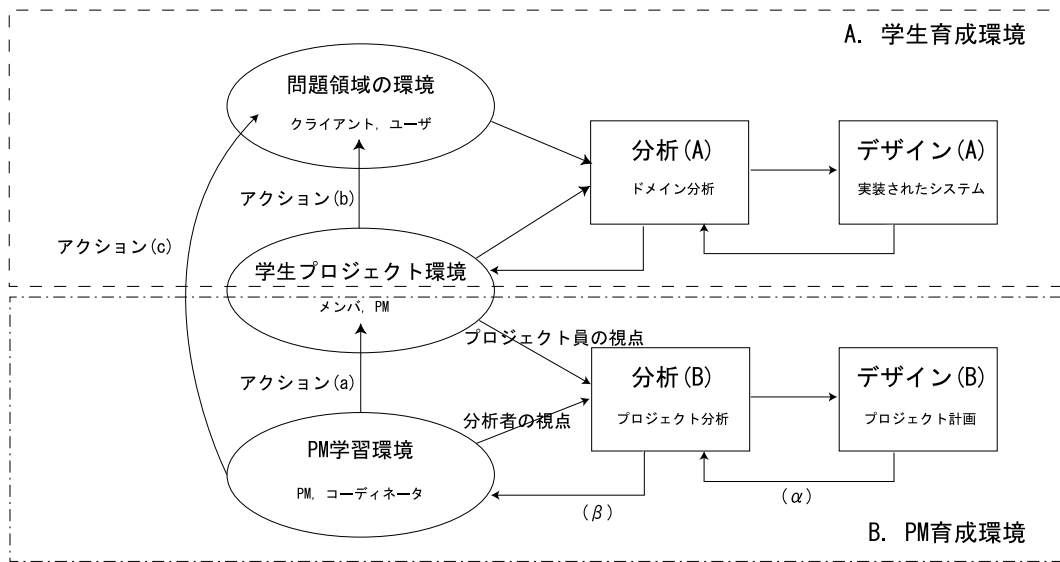 A. 学生育成環境
問題領域の環境
クライアント, ユーザ
分析(A)
ドメイン分析
デザイン(A)
実装されたシステム
アクション(b)
アクション(c)
学生プロジェクト環境
メンバ, PM
プロジェクト員の視点
アクション(a)
分析(B)
プロジェクト分析
デザイン(B)
プロジェクト計画
分析者の視点
PM学習環境
PM, コーディネータ
(β)
(α)
B. PM育成環境